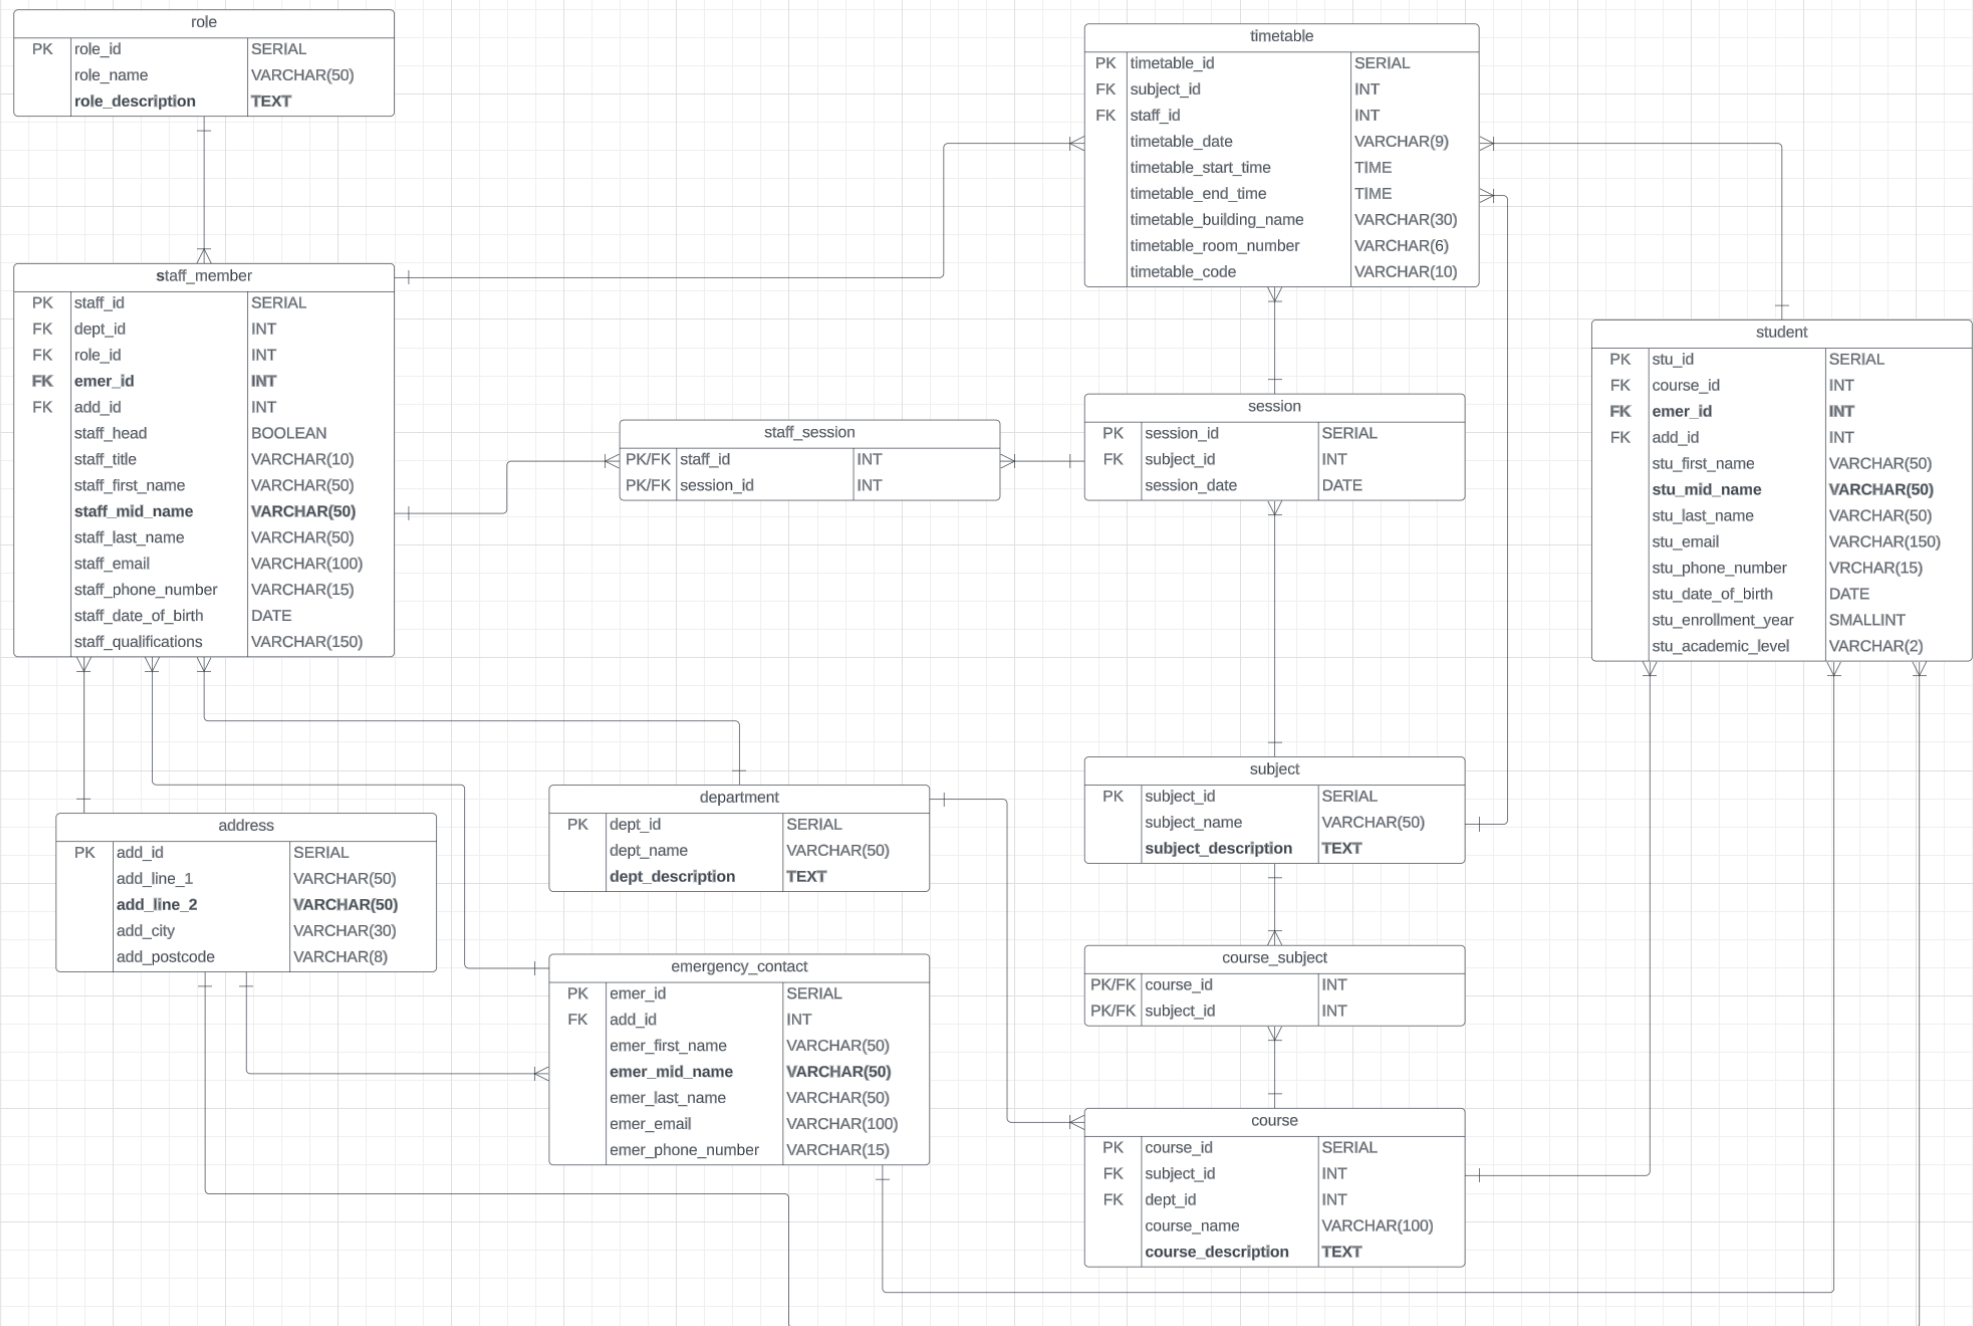 role
PK role_id SERIAL
role_name VARCHAR(50)
role_description TEXT
timetable
PK timetable_id SERIAL
FK subject_id INT
FK staff_id INT
timetable_date VARCHAR(9)
timetable_start_time TIME
timetable_end_time TIME
timetable_building_name VARCHAR(30)
timetable_room_number VARCHAR(6)
timetable_code VARCHAR(10)
staff_member
PK staff_id SERIAL
FK dept_id INT
FK role_id INT
FK emer_id INT
FK add_id INT
staff_head BOOLEAN
staff_title VARCHAR(10)
staff_first_name VARCHAR(50)
staff_mid_name VARCHAR(50)
staff_last_name VARCHAR(50)
staff_email VARCHAR(100)
staff_phone_number VARCHAR(15)
staff_date_of_birth DATE
staff_qualifications VARCHAR(150)
staff_session
PK/FK staff_id INT
PK/FK session_id INT
session
PK session_id SERIAL
FK subject_id INT
session_date DATE
student
PK stu_id SERIAL
FK course_id INT
FK emer_id INT
FK add_id INT
stu_first_name VARCHAR(50)
stu_mid_name VARCHAR(50)
stu_last_name VARCHAR(50)
stu_email VARCHAR(150)
stu_phone_number VRCHAR(15)
stu_date_of_birth DATE
stu_enrollment_year SMALLINT
stu_academic_level VARCHAR(2)
address
PK add_id SERIAL
add_line_1 VARCHAR(50)
add_line_2 VARCHAR(50)
add_city VARCHAR(30)
add_postcode VARCHAR(8)
department
PK dept_id SERIAL
dept_name VARCHAR(50)
dept_description TEXT
subject
PK subject_id SERIAL
subject_name VARCHAR(50)
subject_description TEXT
emergency_contact
PK emer_id SERIAL
FK add_id INT
emer_first_name VARCHAR(50)
emer_mid_name VARCHAR(50)
emer_last_name VARCHAR(50)
emer_email VARCHAR(100)
emer_phone_number VARCHAR(15)
course_subject
PK/FK course_id INT
PK/FK subject_id INT
course
PK course_id SERIAL
FK subject_id INT
FK dept_id INT
course_name VARCHAR(100)
course_description TEXT